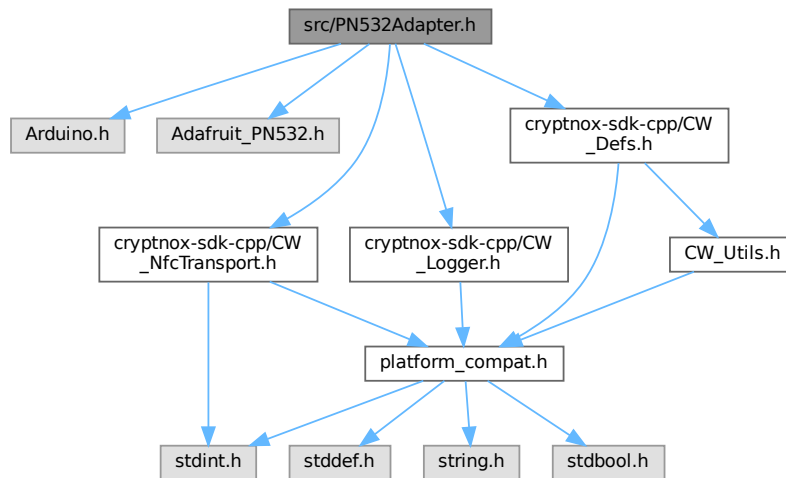 src/PN532Adapter.h
Arduino.h
Adafruit_PN532.h
cryptnox-sdk-cpp/CW
_Defs.h
cryptnox-sdk-cpp/CW
_NfcTransport.h
cryptnox-sdk-cpp/CW
_Logger.h
CW_Utils.h
platform_compat.h
stdint.h
stddef.h
string.h
stdbool.h